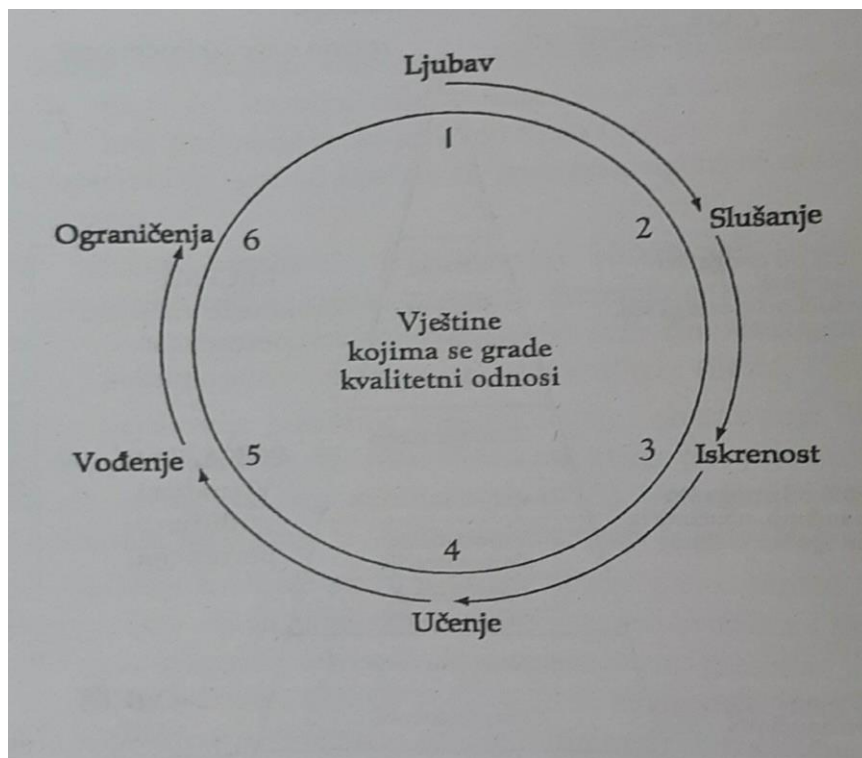 Ljubav
1
Slušanje
2
Iskrenost
3
Učenje
4
Vođenje
5
Ograničenja
6
Vještine
kojima se grade
kvalitetni odnosi